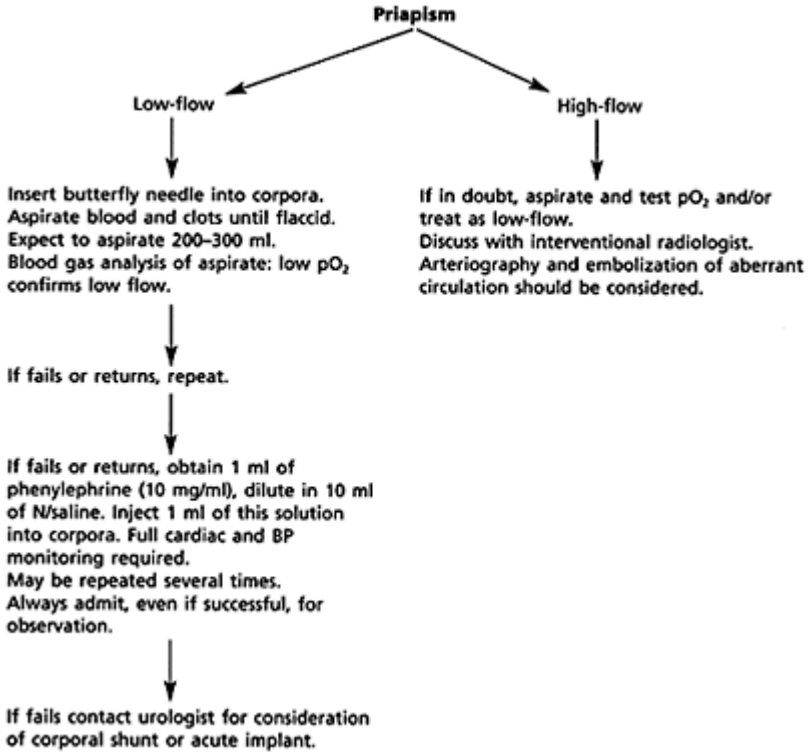 Priapism
Low-flow
High-flow
Insert butterfly needle into corpora.
Aspirate blood and clots until flaccid.
Expect to aspirate 200–300 ml.
Blood gas analysis of aspirate: low pO₂
confirms low flow.
If in doubt, aspirate and test pO₂ and/or
treat as low-flow.
Discuss with interventional radiologist.
Arteriography and embolization of aberrant
circulation should be considered.
If fails or returns, repeat.
If fails or returns, obtain 1 ml of
phenylephrine (10 mg/ml), dilute in 10 ml
of N/saline. Inject 1 ml of this solution
into corpora. Full cardiac and BP
monitoring required.
May be repeated several times.
Always admit, even if successful, for
observation.
If fails contact urologist for consideration
of corporal shunt or acute implant.